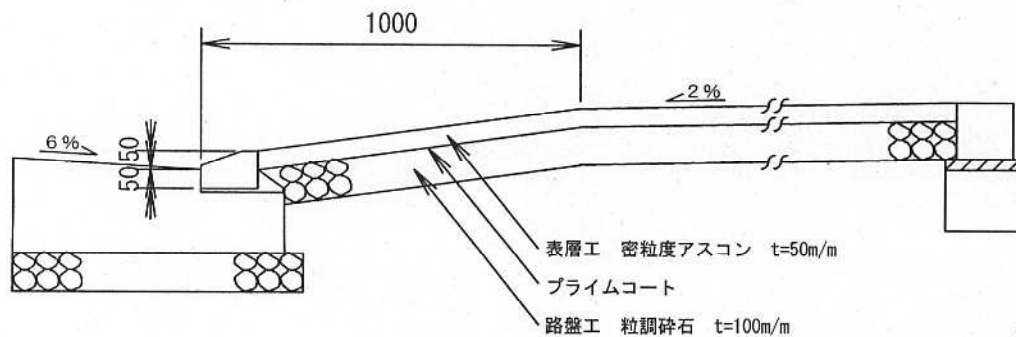 1000
2%
6%
50
50
表層工 密粒度アスコン t=50m/m
プライムコート
路盤工 粒調砕石 t=100m/m